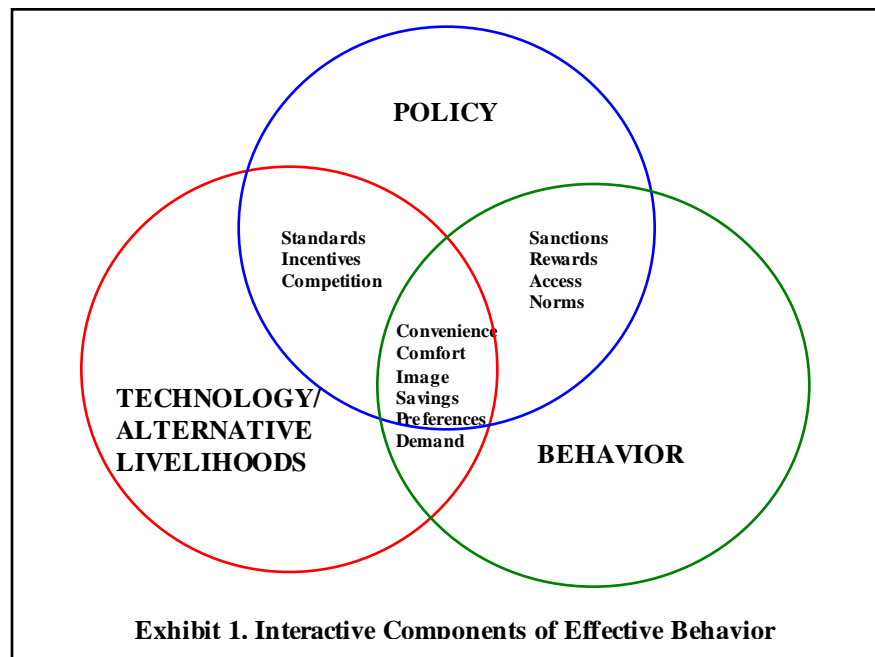 POLICY
Standards
Incentives
Competition
Sanctions
Rewards
Access
Norms
Convenience
Comfort
Image
Savings
Preferences
Demand
TECHNOLOGY/
ALTERNATIVE
LIVELIHOODS
BEHAVIOR
Exhibit 1. Interactive Components of Effective Behavior